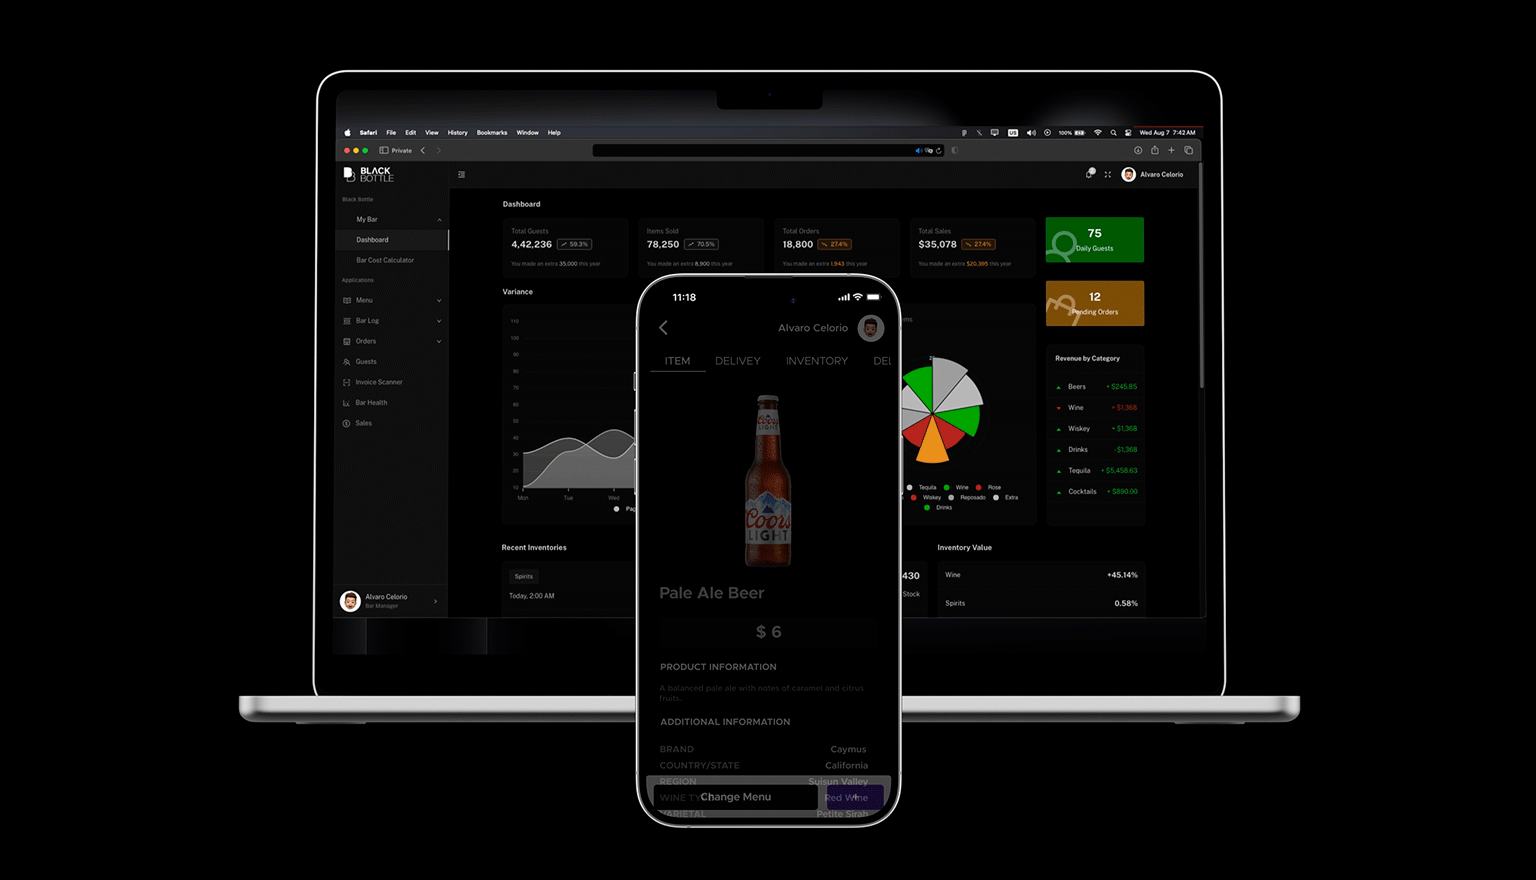 Safari File Edit View History Bookmarks Window Help
US 100% Wed Aug 7 7:42 AM
Private
BLACK
BOTTLE
Alvaro Celorio
Black Bottle
My Bar
Dashboard
Bar Cost Calculator
Applications
Menu
Bar Log
Orders
Guests
Invoice Scanner
Bar Health
Sales
Alvaro Celorio
Bar Manager
Dashboard
Total Guests
4,42,236 59.3%
You made an extra 35,000 this year
Items Sold
78,250 70.5%
You made an extra 8,900 this year
Total Orders
18,800 27.4%
You made an extra 1,943 this year
Total Sales
$35,078 27.4%
You made an extra $20,395 this year
75
Daily Guests
12
Pending Orders
Variance
110
100
90
80
70
60
50
40
30
20
10
Mon Tue Wed
Tequila Wine Rose
Wiskey Reposado Extra
Drinks
Revenue by Category
Beers + $245.85
Wine + $1,368
Wiskey + $1,368
Drinks -$1,368
Tequila + $5,458.63
Cocktails + $890.00
Recent Inventories
Spirits
Today, 2:00 AM
430
Stock
Inventory Value
Wine +45.14%
Spirits 0.58%
11:18
Alvaro Celorio
ITEM DELIVEY INVENTORY DEL
Coors
LIGHT
Pale Ale Beer
$ 6
PRODUCT INFORMATION
A balanced pale ale with notes of caramel and citrus
fruits.
ADDITIONAL INFORMATION
BRAND Caymus
COUNTRY/STATE California
REGION Suisun Valley
WINE Red Wine
Change Menu +
VARIETAL Petite Sirah